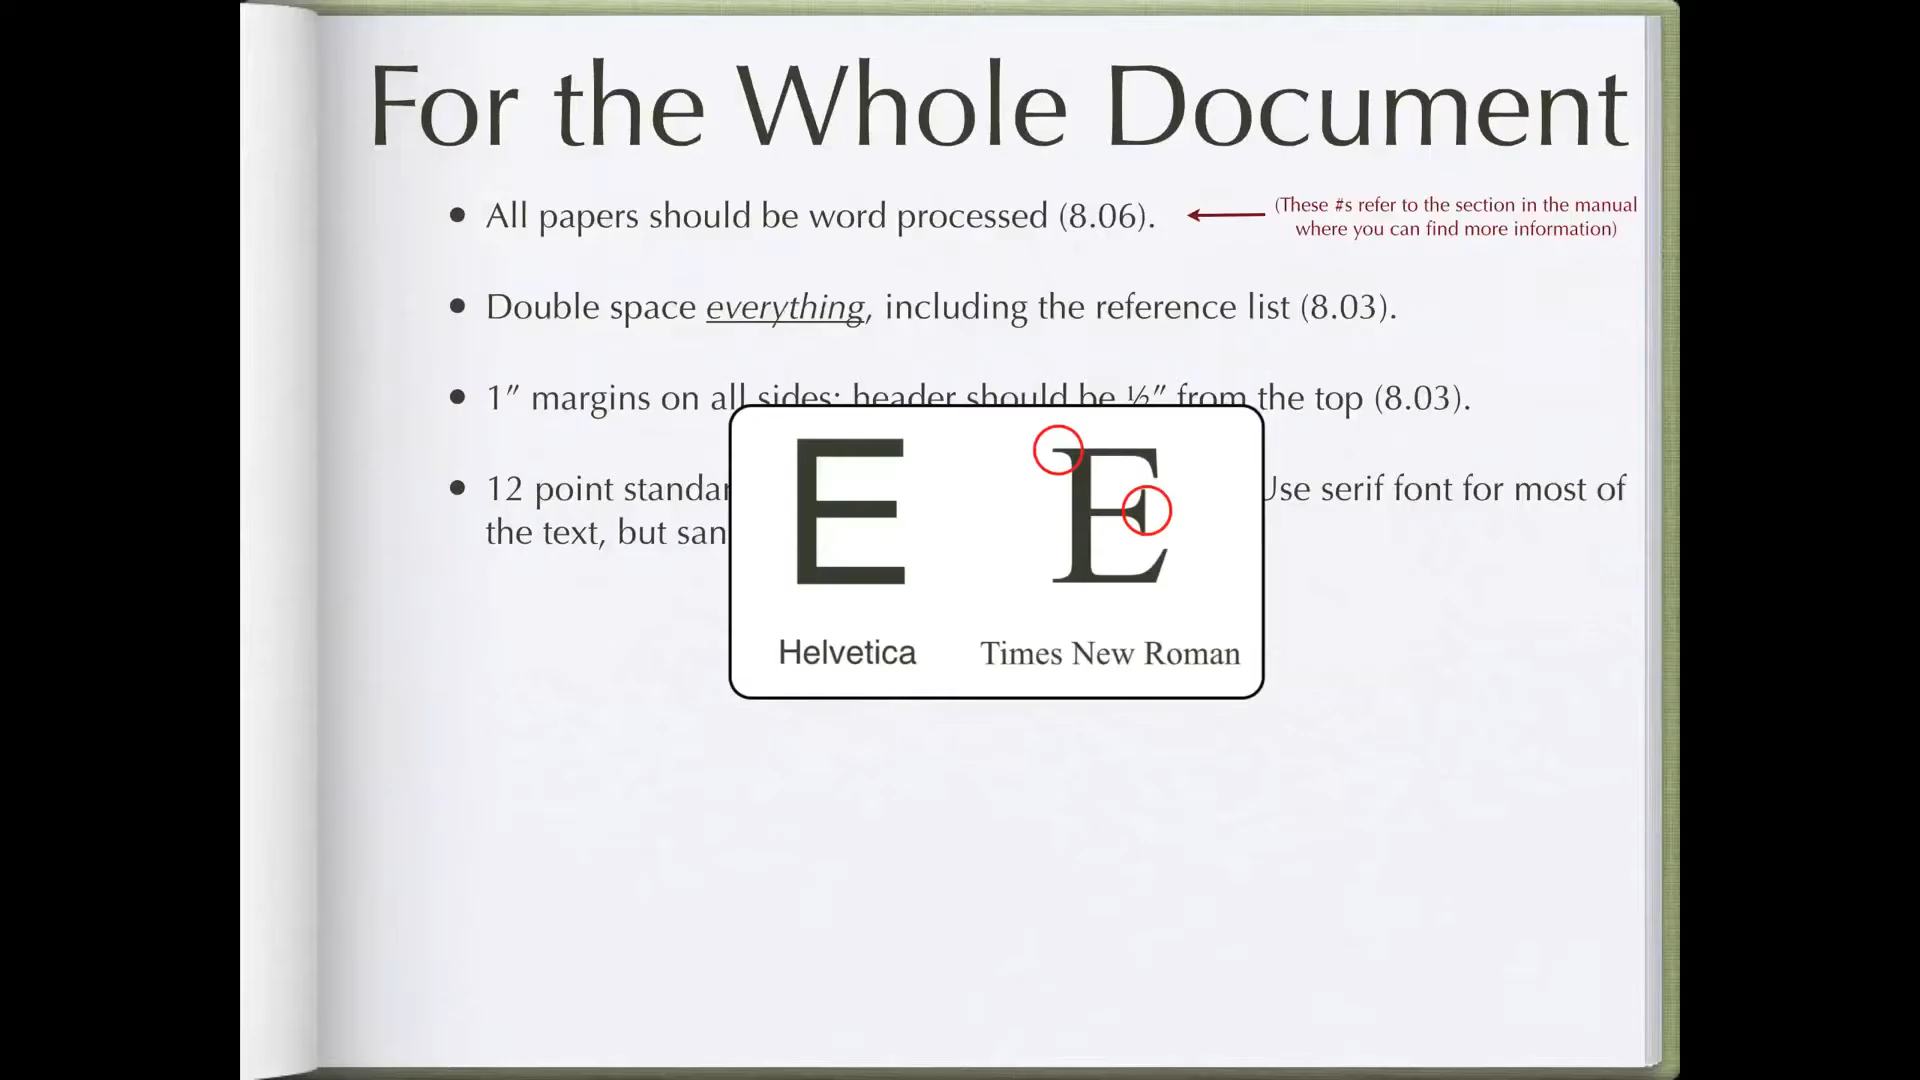 For the Whole Document
• All papers should be word processed (8.06).
(These #s refer to the section in the manual
where you can find more information)
• Double space everything, including the reference list (8.03).
• 1″ margins on all sides; header should be ½″ from the top (8.03).
• 12 point Use serif font for most of
the text, but
E E
Helvetica Times New Roman